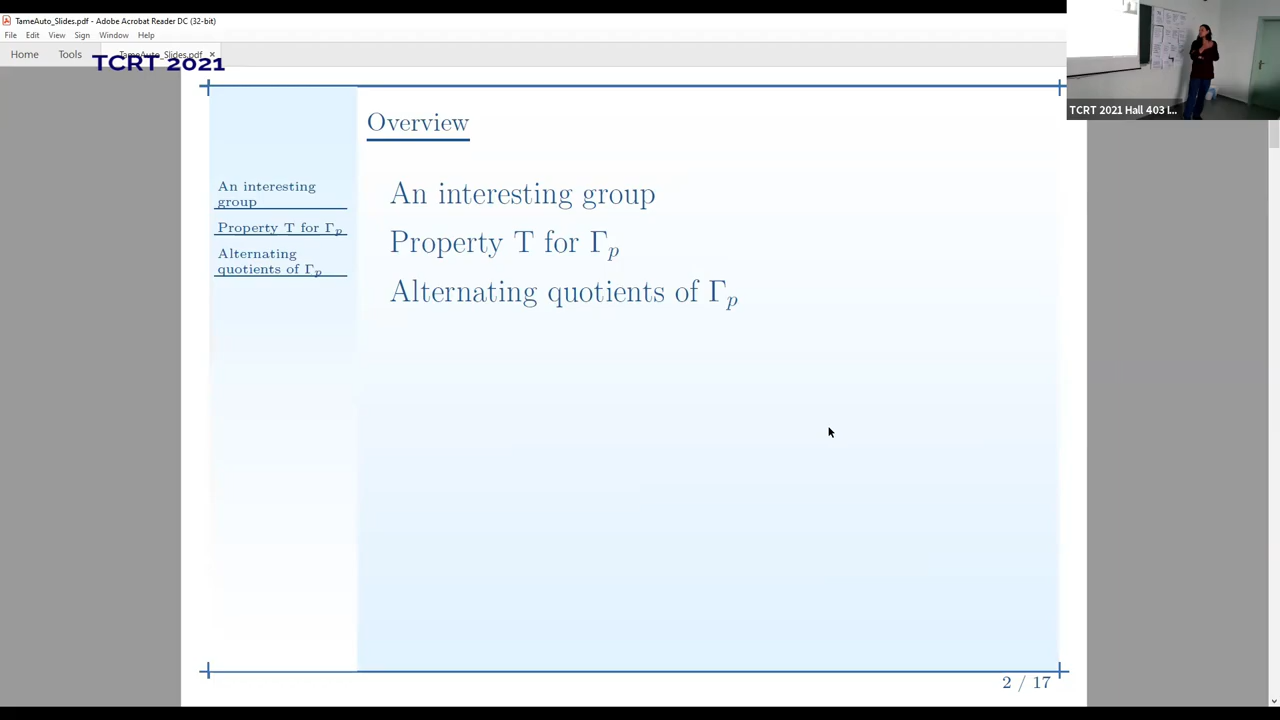 TameAuto_Slides.pdf - Adobe Acrobat Reader DC (32-bit)
File Edit View Sign Window Help
Home Tools TameAuto_Slides.pdf ×
TCRT 2021
TCRT 2021 Hall 403 I...
Overview
An interesting
group
Property T for Γp
Alternating
quotients of Γp
An interesting group
Property T for Γp
Alternating quotients of Γp
2 / 17